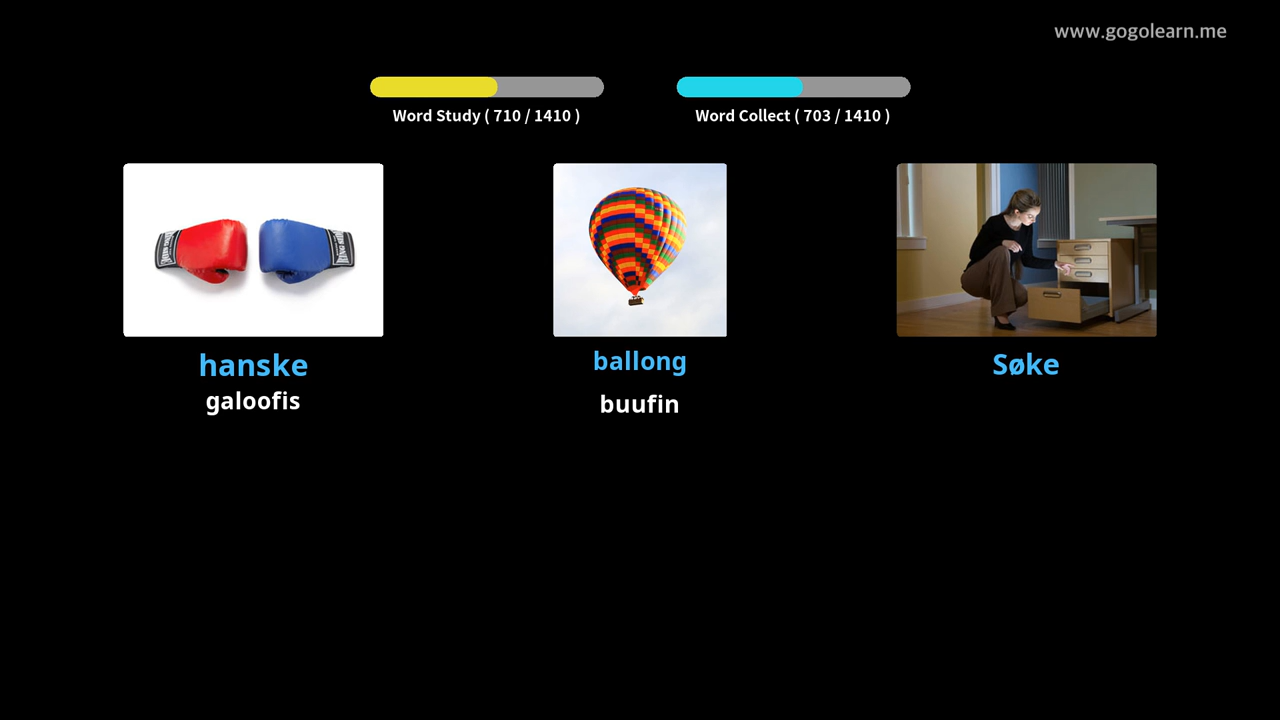 www.gogolearn.me
Word Study ( 710 / 1410 )
Word Collect ( 703 / 1410 )
hanske
galoofis
ballong
buufin
Søke